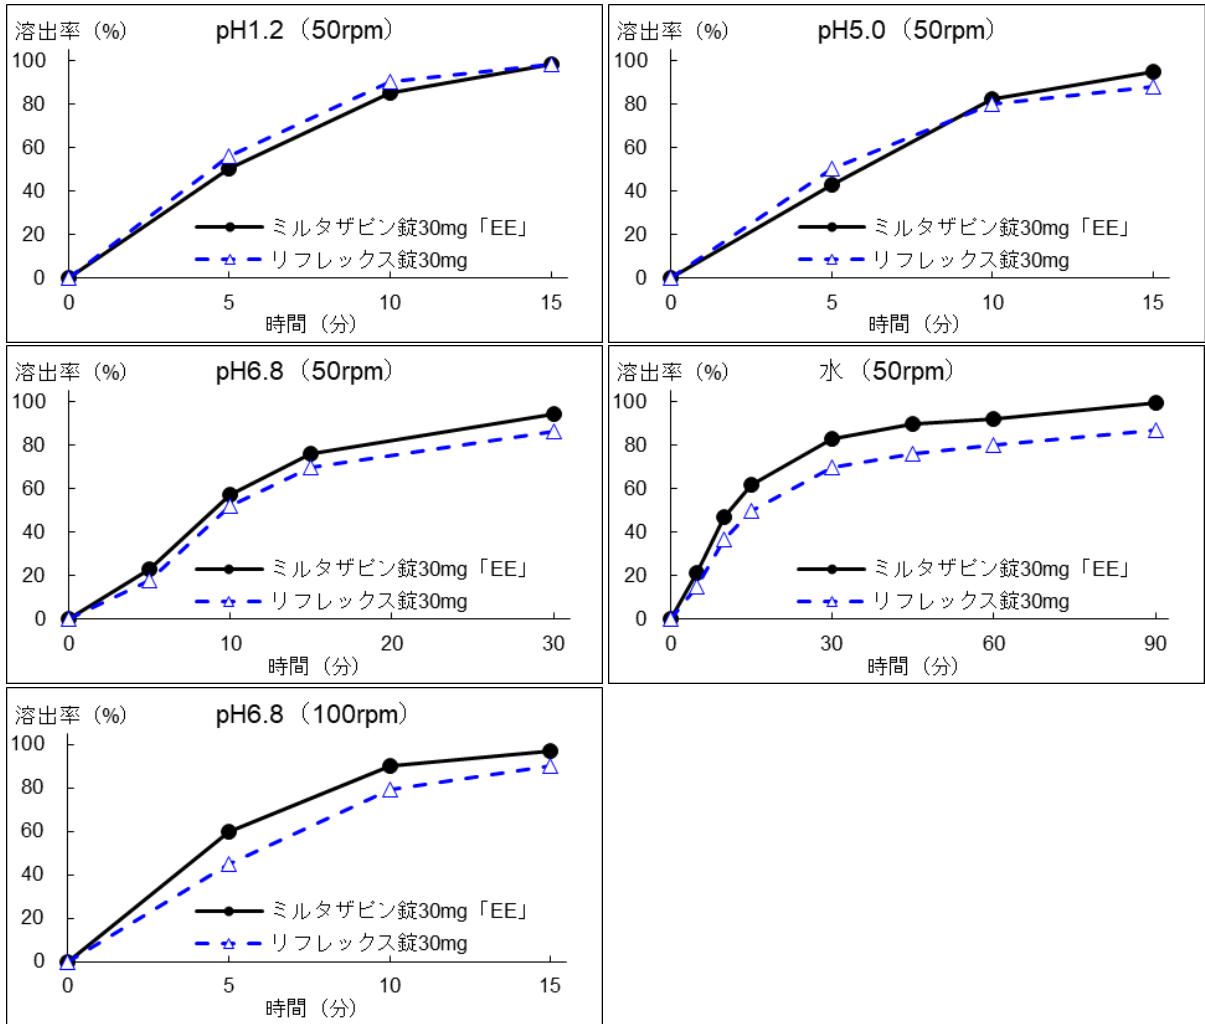 溶出率（%）
pH1.2（50rpm）
100
80
60
40
20
0
ミルタザピン錠30mg「EE」
リフレックス錠30mg
0 5 10 15
時間（分）
溶出率（%）
pH5.0（50rpm）
100
80
60
40
20
0
ミルタザピン錠30mg「EE」
リフレックス錠30mg
0 5 10 15
時間（分）
溶出率（%）
pH6.8（50rpm）
100
80
60
40
20
0
ミルタザピン錠30mg「EE」
リフレックス錠30mg
0 10 20 30
時間（分）
溶出率（%）
水（50rpm）
100
80
60
40
20
0
ミルタザピン錠30mg「EE」
リフレックス錠30mg
0 30 60 90
時間（分）
溶出率（%）
pH6.8（100rpm）
100
80
60
40
20
0
ミルタザピン錠30mg「EE」
リフレックス錠30mg
0 5 10 15
時間（分）